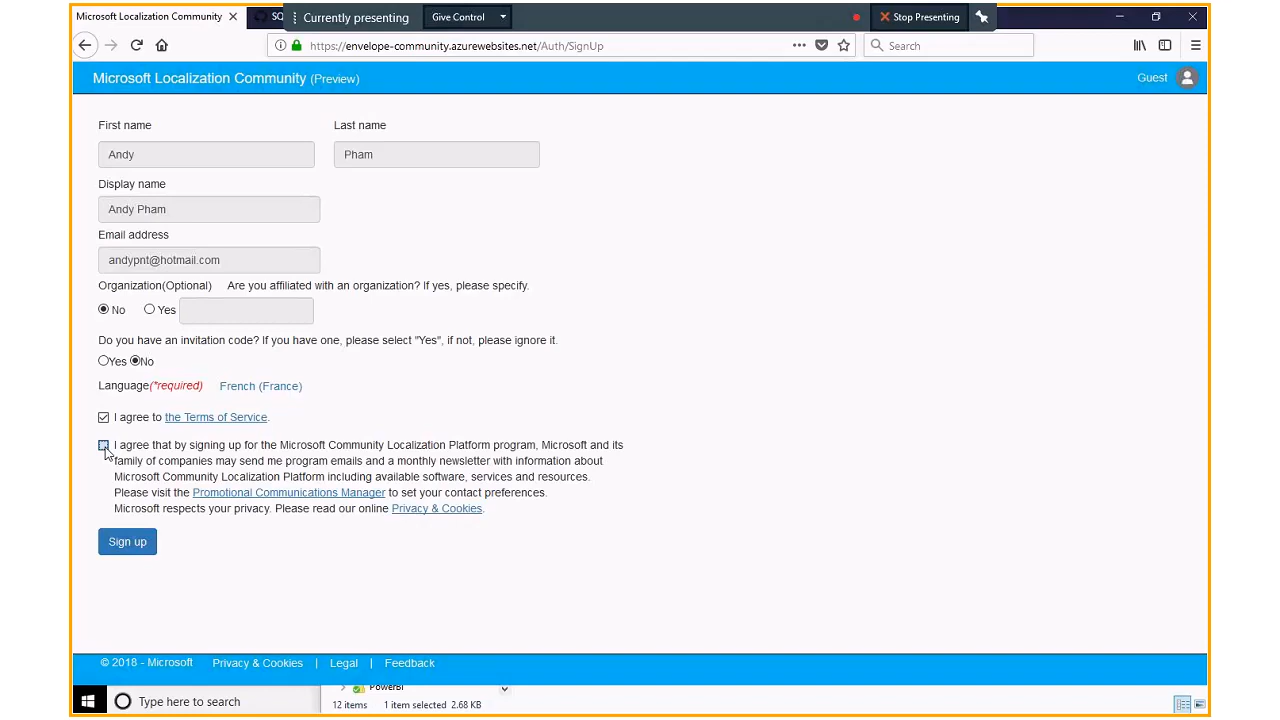 Microsoft Localization Community
SQ
Currently presenting
Give Control
Stop Presenting
https://envelope-community.azurewebsites.net/Auth/SignUp
Search
Microsoft Localization Community (Preview)
Guest
First name
Last name
Andy
Pham
Display name
Andy Pham
Email address
andypnt@hotmail.com
Organization(Optional) Are you affiliated with an organization? If yes, please specify.
No Yes
Do you have an invitation code? If you have one, please select "Yes", if not, please ignore it.
Yes No
Language(*required) French (France)
I agree to the Terms of Service.
I agree that by signing up for the Microsoft Community Localization Platform program, Microsoft and its
family of companies may send me program emails and a monthly newsletter with information about
Microsoft Community Localization Platform including available software, services and resources.
Please visit the Promotional Communications Manager to set your contact preferences.
Microsoft respects your privacy. Please read our online Privacy & Cookies.
Sign up
© 2018 - Microsoft Privacy & Cookies | Legal | Feedback
PowerBI
Type here to search
12 items 1 item selected 2.68 KB